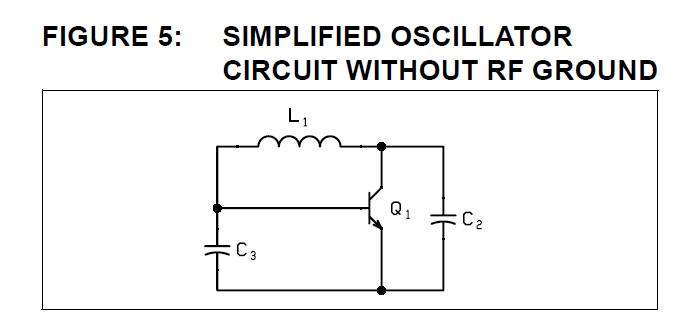 FIGURE 5: SIMPLIFIED OSCILLATOR
CIRCUIT WITHOUT RF GROUND
L1
Q1
C2
C3